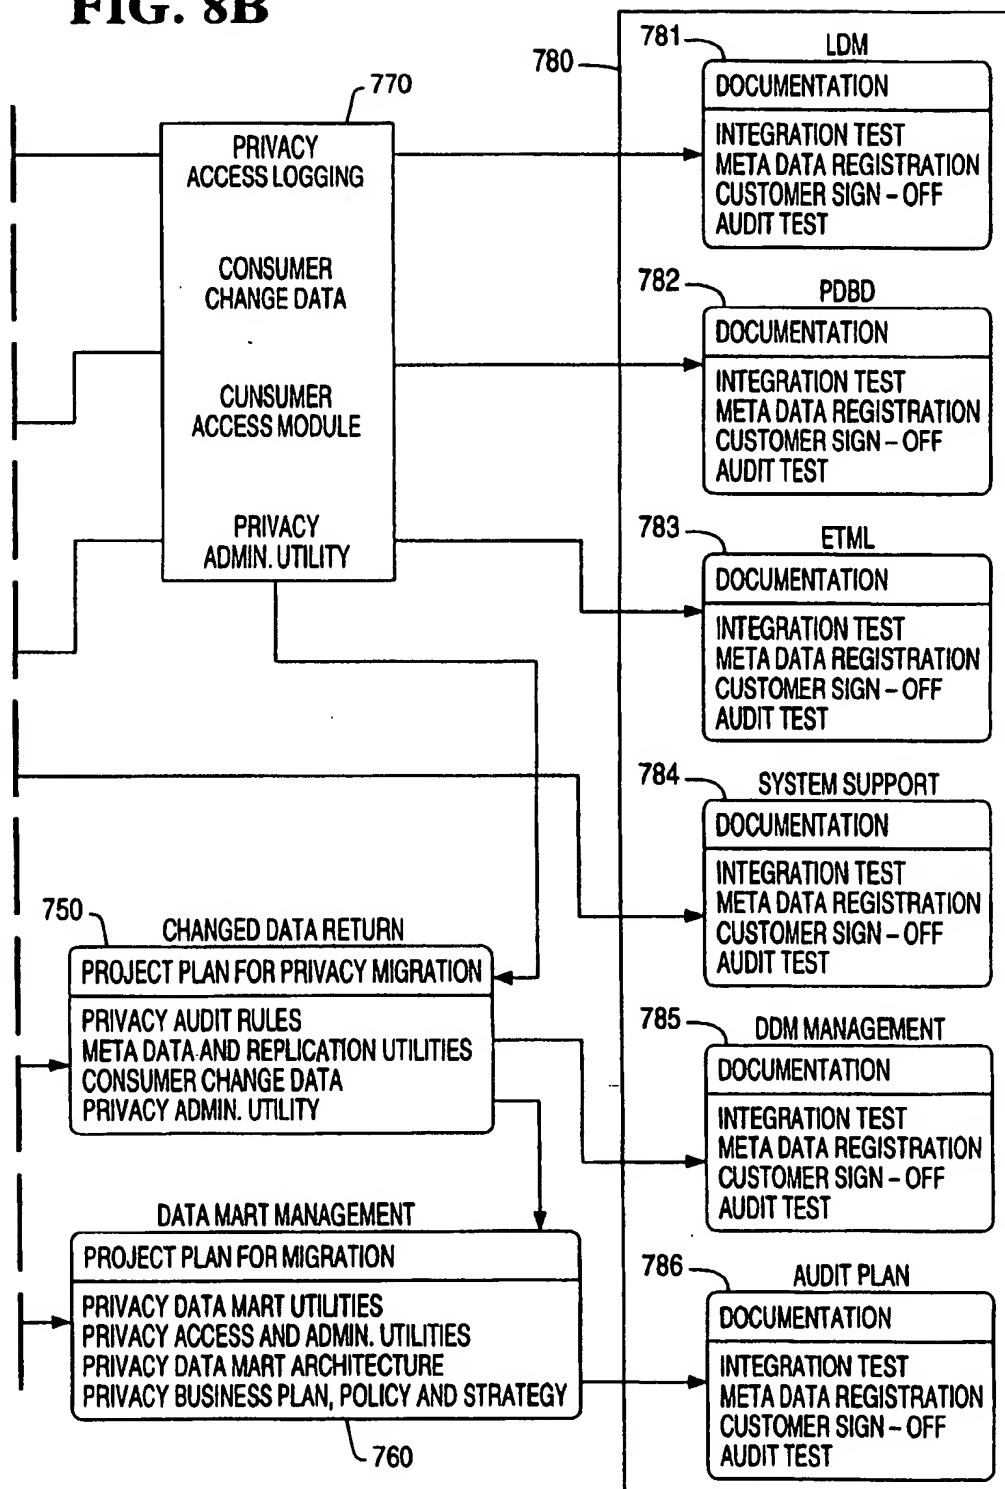 FIG. 8B
770
PRIVACY
ACCESS LOGGING
CONSUMER
CHANGE DATA
CUNSUMER
ACCESS MODULE
PRIVACY
ADMIN. UTILITY
750
CHANGED DATA RETURN
PROJECT PLAN FOR PRIVACY MIGRATION
PRIVACY AUDIT RULES
META DATA AND REPLICATION UTILITIES
CONSUMER CHANGE DATA
PRIVACY ADMIN. UTILITY
DATA MART MANAGEMENT
PROJECT PLAN FOR MIGRATION
PRIVACY DATA MART UTILITIES
PRIVACY ACCESS AND ADMIN. UTILITIES
PRIVACY DATA MART ARCHITECTURE
PRIVACY BUSINESS PLAN, POLICY AND STRATEGY
760
780
781
LDM
DOCUMENTATION
INTEGRATION TEST
META DATA REGISTRATION
CUSTOMER SIGN – OFF
AUDIT TEST
782
PDBD
DOCUMENTATION
INTEGRATION TEST
META DATA REGISTRATION
CUSTOMER SIGN – OFF
AUDIT TEST
783
ETML
DOCUMENTATION
INTEGRATION TEST
META DATA REGISTRATION
CUSTOMER SIGN – OFF
AUDIT TEST
784
SYSTEM SUPPORT
DOCUMENTATION
INTEGRATION TEST
META DATA REGISTRATION
CUSTOMER SIGN – OFF
AUDIT TEST
785
DDM MANAGEMENT
DOCUMENTATION
INTEGRATION TEST
META DATA REGISTRATION
CUSTOMER SIGN – OFF
AUDIT TEST
786
AUDIT PLAN
DOCUMENTATION
INTEGRATION TEST
META DATA REGISTRATION
CUSTOMER SIGN – OFF
AUDIT TEST